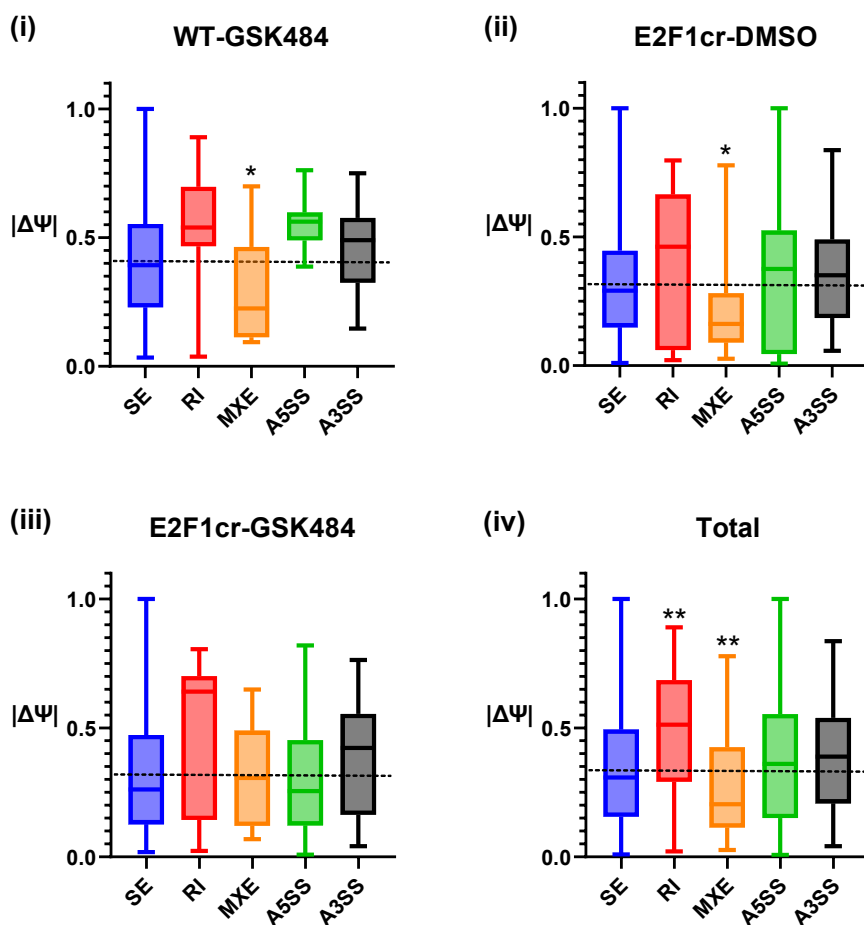 (i)
WT-GSK484
|ΔΨ|
1.0
*
0.5
0.0
SE RI MXE A5SS A3SS
(ii)
E2F1cr-DMSO
|ΔΨ|
1.0
*
0.5
0.0
SE RI MXE A5SS A3SS
(iii)
E2F1cr-GSK484
|ΔΨ|
1.0
0.5
0.0
SE RI MXE A5SS A3SS
(iv)
Total
|ΔΨ|
1.0
** **
0.5
0.0
SE RI MXE A5SS A3SS